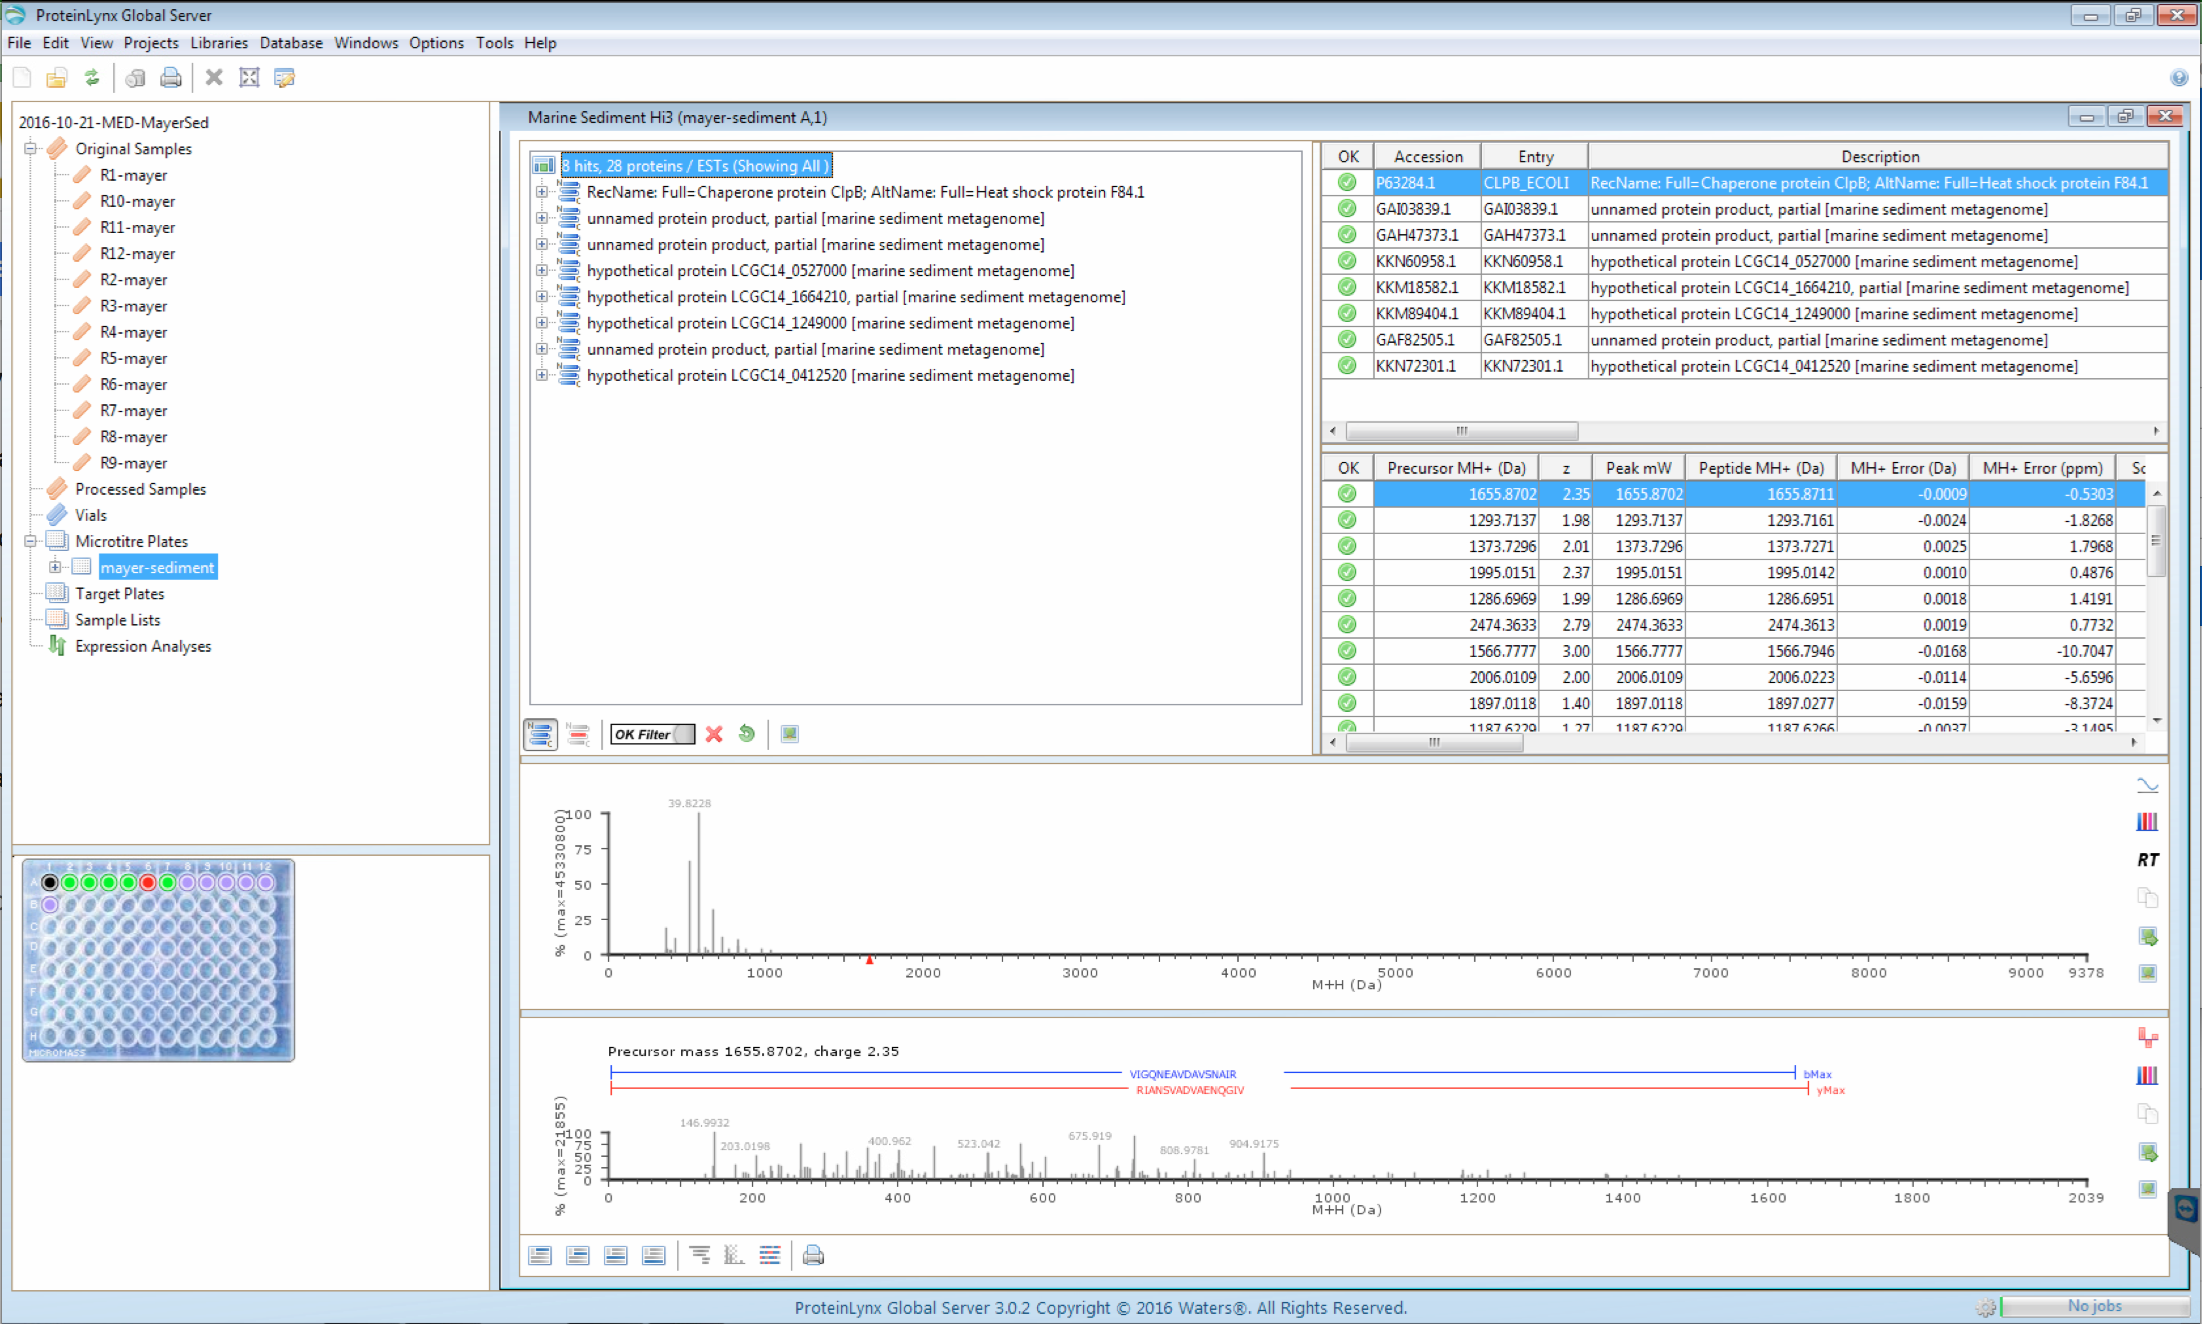 ProteinLynx Global Server
File Edit View Projects Libraries Database Windows Options Tools Help
2016-10-21-MED-MayerSed
Original Samples
R1-mayer
R10-mayer
R11-mayer
R12-mayer
R2-mayer
R3-mayer
R4-mayer
R5-mayer
R6-mayer
R7-mayer
R8-mayer
R9-mayer
Processed Samples
Vials
Microtitre Plates
mayer-sediment
Target Plates
Sample Lists
Expression Analyses
1 2 3 4 5 6 7 8 9 10 11 12
A
B
C
D
E
F
G
H
MICROMASS
Marine Sediment Hi3 (mayer-sediment A,1)
8 hits, 28 proteins / ESTs (Showing All )
RecName: Full=Chaperone protein ClpB; AltName: Full=Heat shock protein F84.1
unnamed protein product, partial [marine sediment metagenome]
unnamed protein product, partial [marine sediment metagenome]
hypothetical protein LCGC14_0527000 [marine sediment metagenome]
hypothetical protein LCGC14_1664210, partial [marine sediment metagenome]
hypothetical protein LCGC14_1249000 [marine sediment metagenome]
unnamed protein product, partial [marine sediment metagenome]
hypothetical protein LCGC14_0412520 [marine sediment metagenome]
OK Filter
OK Accession Entry Description
P63284.1 CLPB_ECOLI RecName: Full=Chaperone protein ClpB; AltName: Full=Heat shock protein F84.1
GAI03839.1 GAI03839.1 unnamed protein product, partial [marine sediment metagenome]
GAH47373.1 GAH47373.1 unnamed protein product, partial [marine sediment metagenome]
KKN60958.1 KKN60958.1 hypothetical protein LCGC14_0527000 [marine sediment metagenome]
KKM18582.1 KKM18582.1 hypothetical protein LCGC14_1664210, partial [marine sediment metagenome]
KKM89404.1 KKM89404.1 hypothetical protein LCGC14_1249000 [marine sediment metagenome]
GAF82505.1 GAF82505.1 unnamed protein product, partial [marine sediment metagenome]
KKN72301.1 KKN72301.1 hypothetical protein LCGC14_0412520 [marine sediment metagenome]
OK Precursor MH+ (Da) z Peak mW Peptide MH+ (Da) MH+ Error (Da) MH+ Error (ppm) Sc
1655.8702 2.35 1655.8702 1655.8711 -0.0009 -0.5303
1293.7137 1.98 1293.7137 1293.7161 -0.0024 -1.8268
1373.7296 2.01 1373.7296 1373.7271 0.0025 1.7968
1995.0151 2.37 1995.0151 1995.0142 0.0010 0.4876
1286.6969 1.99 1286.6969 1286.6951 0.0018 1.4191
2474.3633 2.79 2474.3633 2474.3613 0.0019 0.7732
1566.7777 3.00 1566.7777 1566.7946 -0.0168 -10.7047
2006.0109 2.00 2006.0109 2006.0223 -0.0114 -5.6596
1897.0118 1.40 1897.0118 1897.0277 -0.0159 -8.3724
1187.6229 1.27 1187.6229 1187.6266 -0.0037 -3.1495
% (max=45330800)
39.8228
100
75
50
25
0
0 1000 2000 3000 4000 5000 6000 7000 8000 9000 9378
M+H (Da)
RT
Precursor mass 1655.8702, charge 2.35
VIGQNEAVDAVSNAIR bMax
RIANSVADVAENQGIV yMax
% (max=21855)
146.9932 203.0198 400.962 523.042 675.919 808.9781 904.9175
100
75
50
25
0
0 200 400 600 800 1000 1200 1400 1600 1800 2039
M+H (Da)
ProteinLynx Global Server 3.0.2 Copyright © 2016 Waters®. All Rights Reserved.
No jobs